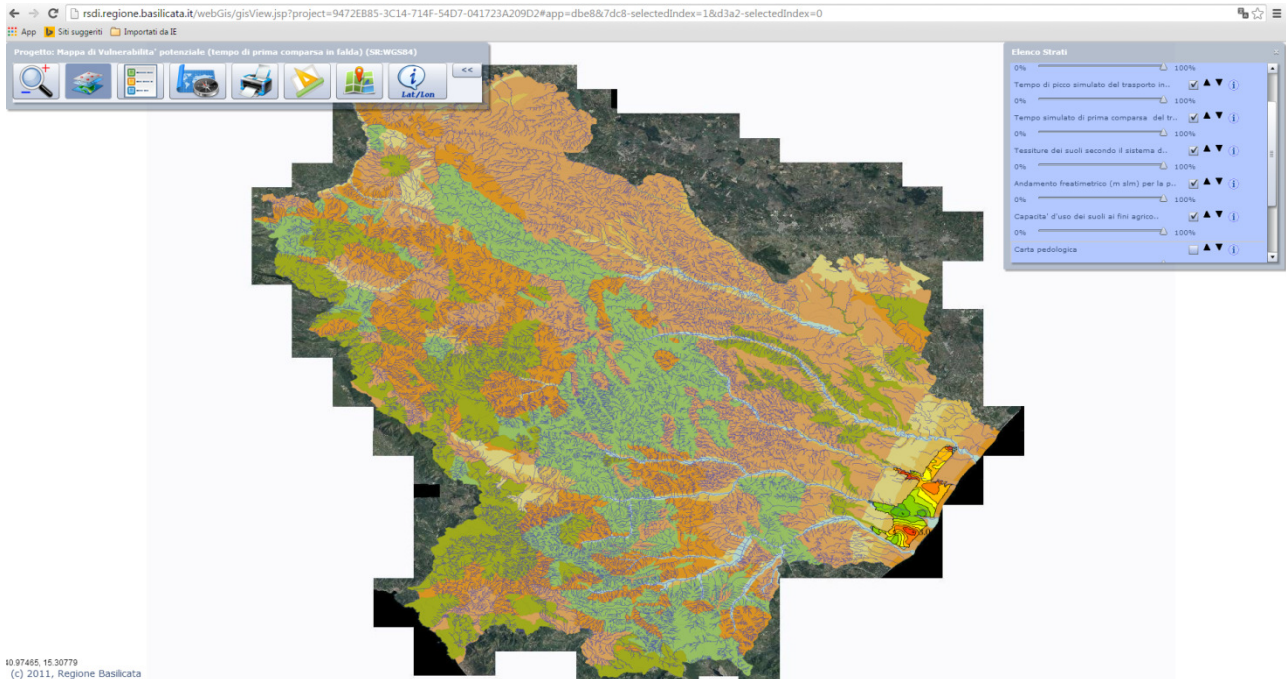 rsdi.regione.basilicata.it/webGis/gisView.jsp?project=9472EB85-3C14-714F-54D7-041723A209D2#app=dbe8&7dc8-selectedIndex=1&d3a2-selectedIndex=0
App Siti suggeriti Importati da IE
Progetto: Mappa di Vulnerabilita' potenziale (tempo di prima comparsa in falda) (SR:WGS84)
<<
Lat/Lon
Elenco Strati
0% 100%
Tempo di picco simulato del trasporto in..
0% 100%
Tempo simulato di prima comparsa del tr..
0% 100%
Tessiture dei suoli secondo il sistema d..
0% 100%
Andamento freatimetrico (m slm) per la p..
0% 100%
Capacita' d'uso dei suoli ai fini agrico..
0% 100%
Carta pedologica
40.97465, 15.30779
(c) 2011, Regione Basilicata